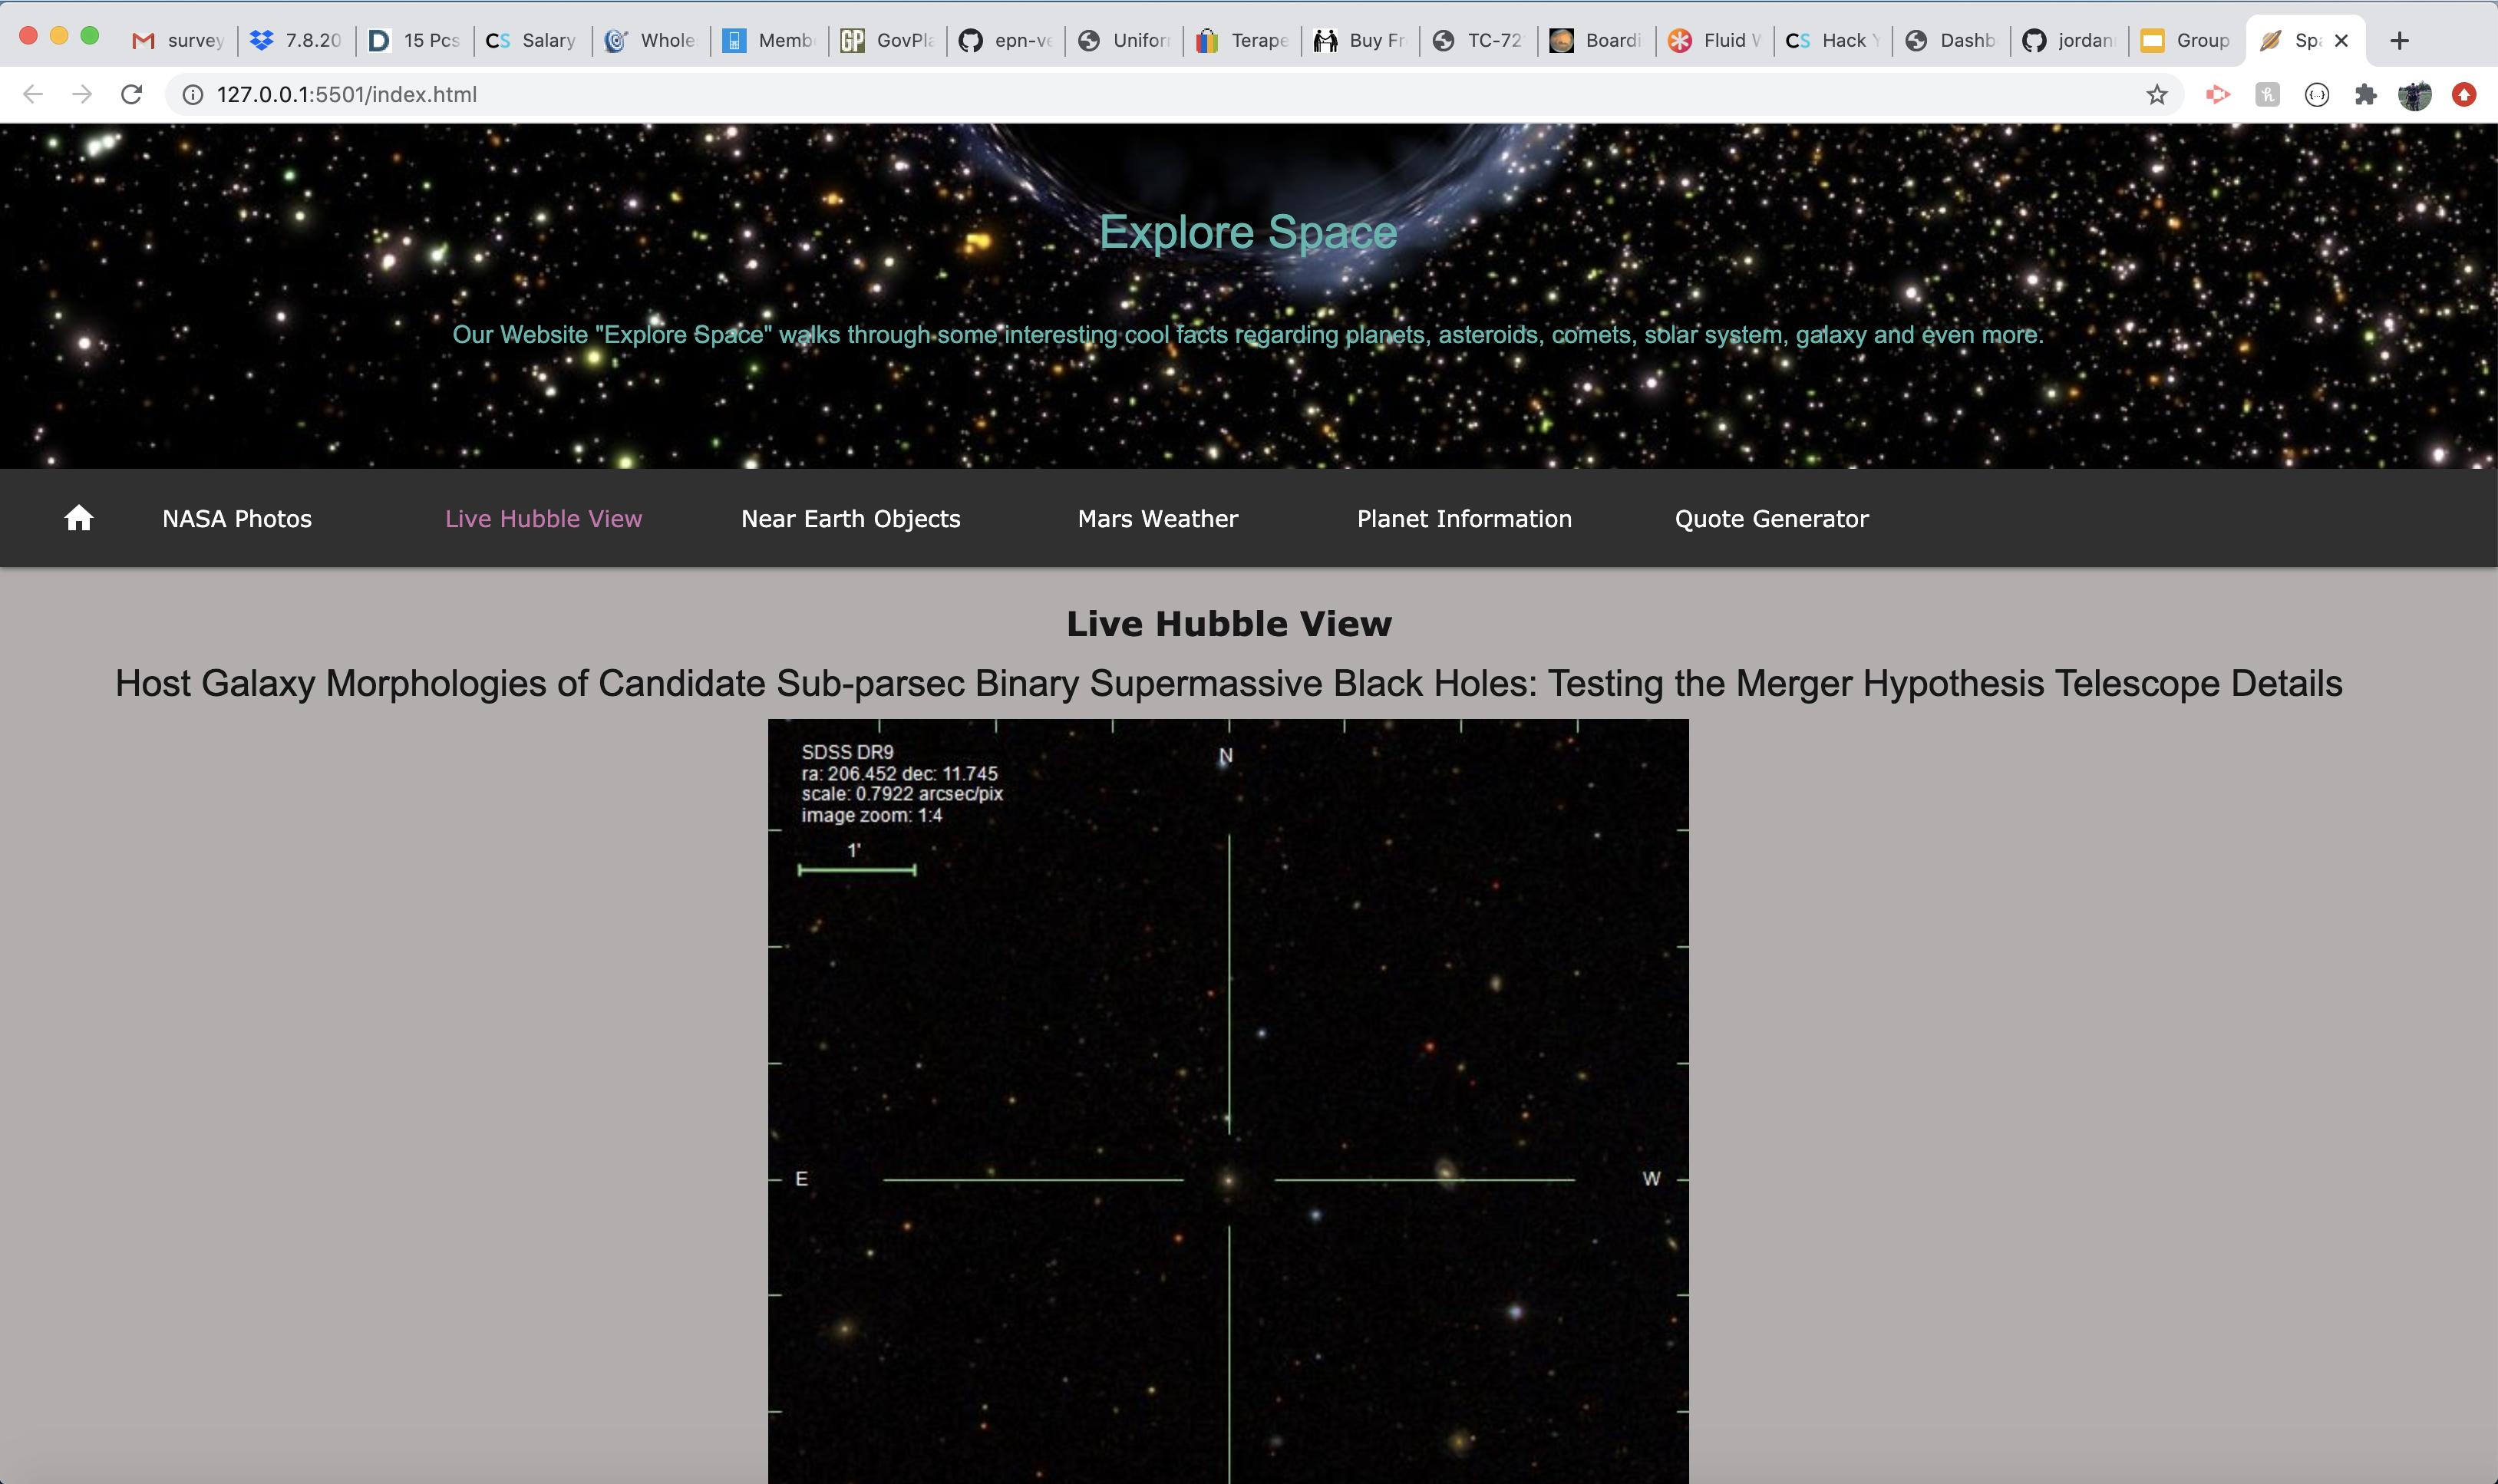 survey
7.8.20
15 Pcs
CS Salary
Whole
Memb
GP GovPla
epn-ve
Unifor
Terape
Buy Fr
TC-72
Boardi
Fluid W
CS Hack Y
Dashb
jordan
Group
Spa
127.0.0.1:5501/index.html
Explore Space
Our Website "Explore Space" walks through some interesting cool facts regarding planets, asteroids, comets, solar system, galaxy and even more.
NASA Photos
Live Hubble View
Near Earth Objects
Mars Weather
Planet Information
Quote Generator
Live Hubble View
Host Galaxy Morphologies of Candidate Sub-parsec Binary Supermassive Black Holes: Testing the Merger Hypothesis Telescope Details
SDSS DR9
ra: 206.452 dec: 11.745
scale: 0.7922 arcsec/pix
image zoom: 1:4
1'
N
E
W